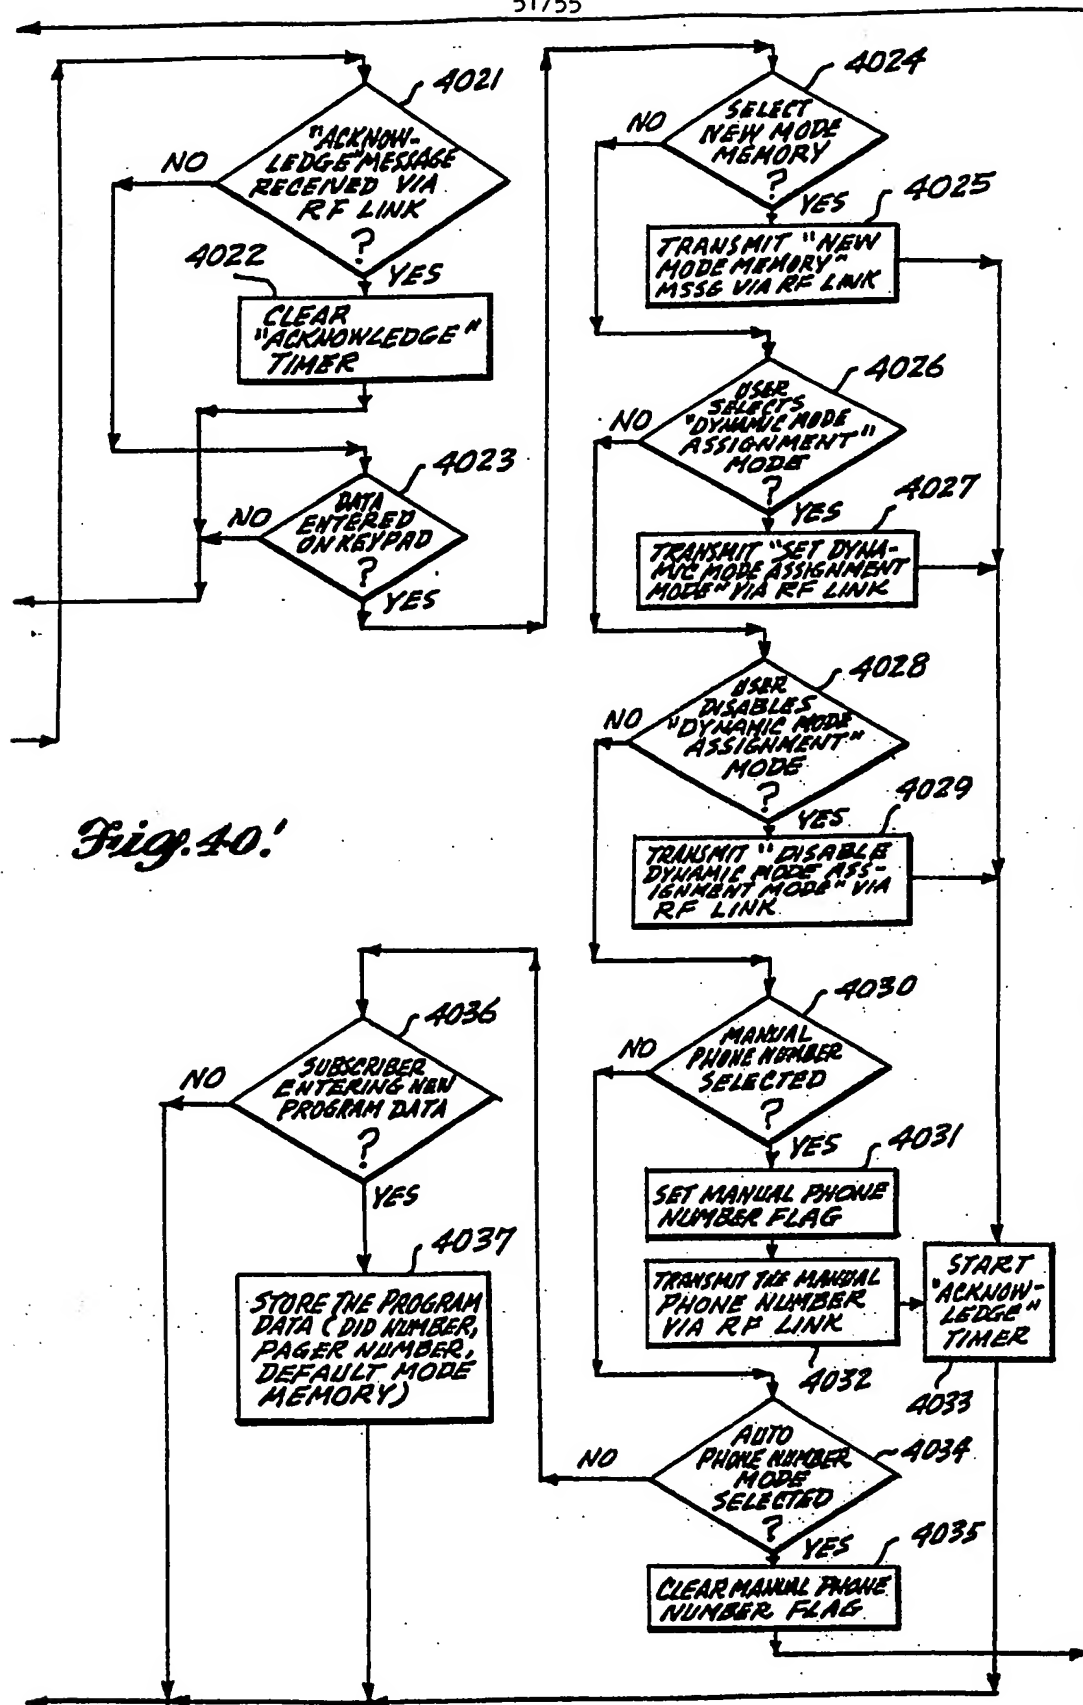 51/55
4021
"ACKNOW-
LEDGE" MESSAGE
RECEIVED VIA
RF LINK
?
NO
YES
4022
CLEAR
"ACKNOWLEDGE"
TIMER
4023
DATA
ENTERED
ON KEYPAD
?
NO
YES
4024
SELECT
NEW MODE
MEMORY
?
NO
YES
4025
TRANSMIT "NEW
MODE MEMORY"
MSSG VIA RF LINK
4026
USER
SELECTS
"DYNAMIC MODE
ASSIGNMENT"
MODE
?
NO
YES
4027
TRANSMIT "SET DYNA-
MIC MODE ASSIGNMENT
MODE" VIA RF LINK
4028
USER
DISABLES
"DYNAMIC MODE
ASSIGNMENT"
MODE
?
NO
YES
4029
TRANSMIT "DISABLE
DYNAMIC MODE ASS-
IGNMENT MODE" VIA
RF LINK
Fig. 40!
4030
MANUAL
PHONE NUMBER
SELECTED
?
NO
YES
4031
SET MANUAL PHONE
NUMBER FLAG
TRANSMIT THE MANUAL
PHONE NUMBER
VIA RF LINK
4032
START
"ACKNOW-
LEDGE"
TIMER
4033
AUTO
PHONE NUMBER
MODE
SELECTED
?
4034
NO
YES
4035
CLEAR MANUAL PHONE
NUMBER FLAG
4036
SUBSCRIBER
ENTERING NEW
PROGRAM DATA
?
NO
YES
4037
STORE THE PROGRAM
DATA (DID NUMBER,
PAGER NUMBER,
DEFAULT MODE
MEMORY)